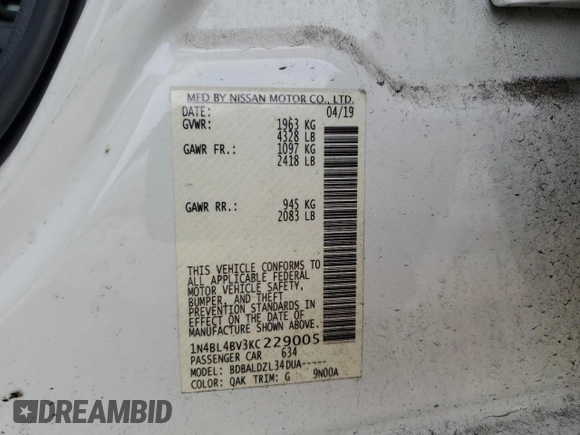 MFD BY NISSAN MOTOR CO., LTD.
DATE: 04/19
GVWR: 1963 KG
4328 LB
GAWR FR.: 1097 KG
2418 LB
GAWR RR.: 945 KG
2083 LB
THIS VEHICLE CONFORMS TO
ALL APPLICABLE FEDERAL
MOTOR VEHICLE SAFETY,
BUMPER, AND THEFT
PREVENTION STANDARDS IN
EFFECT ON THE DATE OF
MANUFACTURE SHOWN ABOVE.
1N4BL4BV3KC229005
PASSENGER CAR 634
MODEL: BDBALDZL34DUA-----
COLOR: QAK TRIM: G 9N00A
DREAMBID